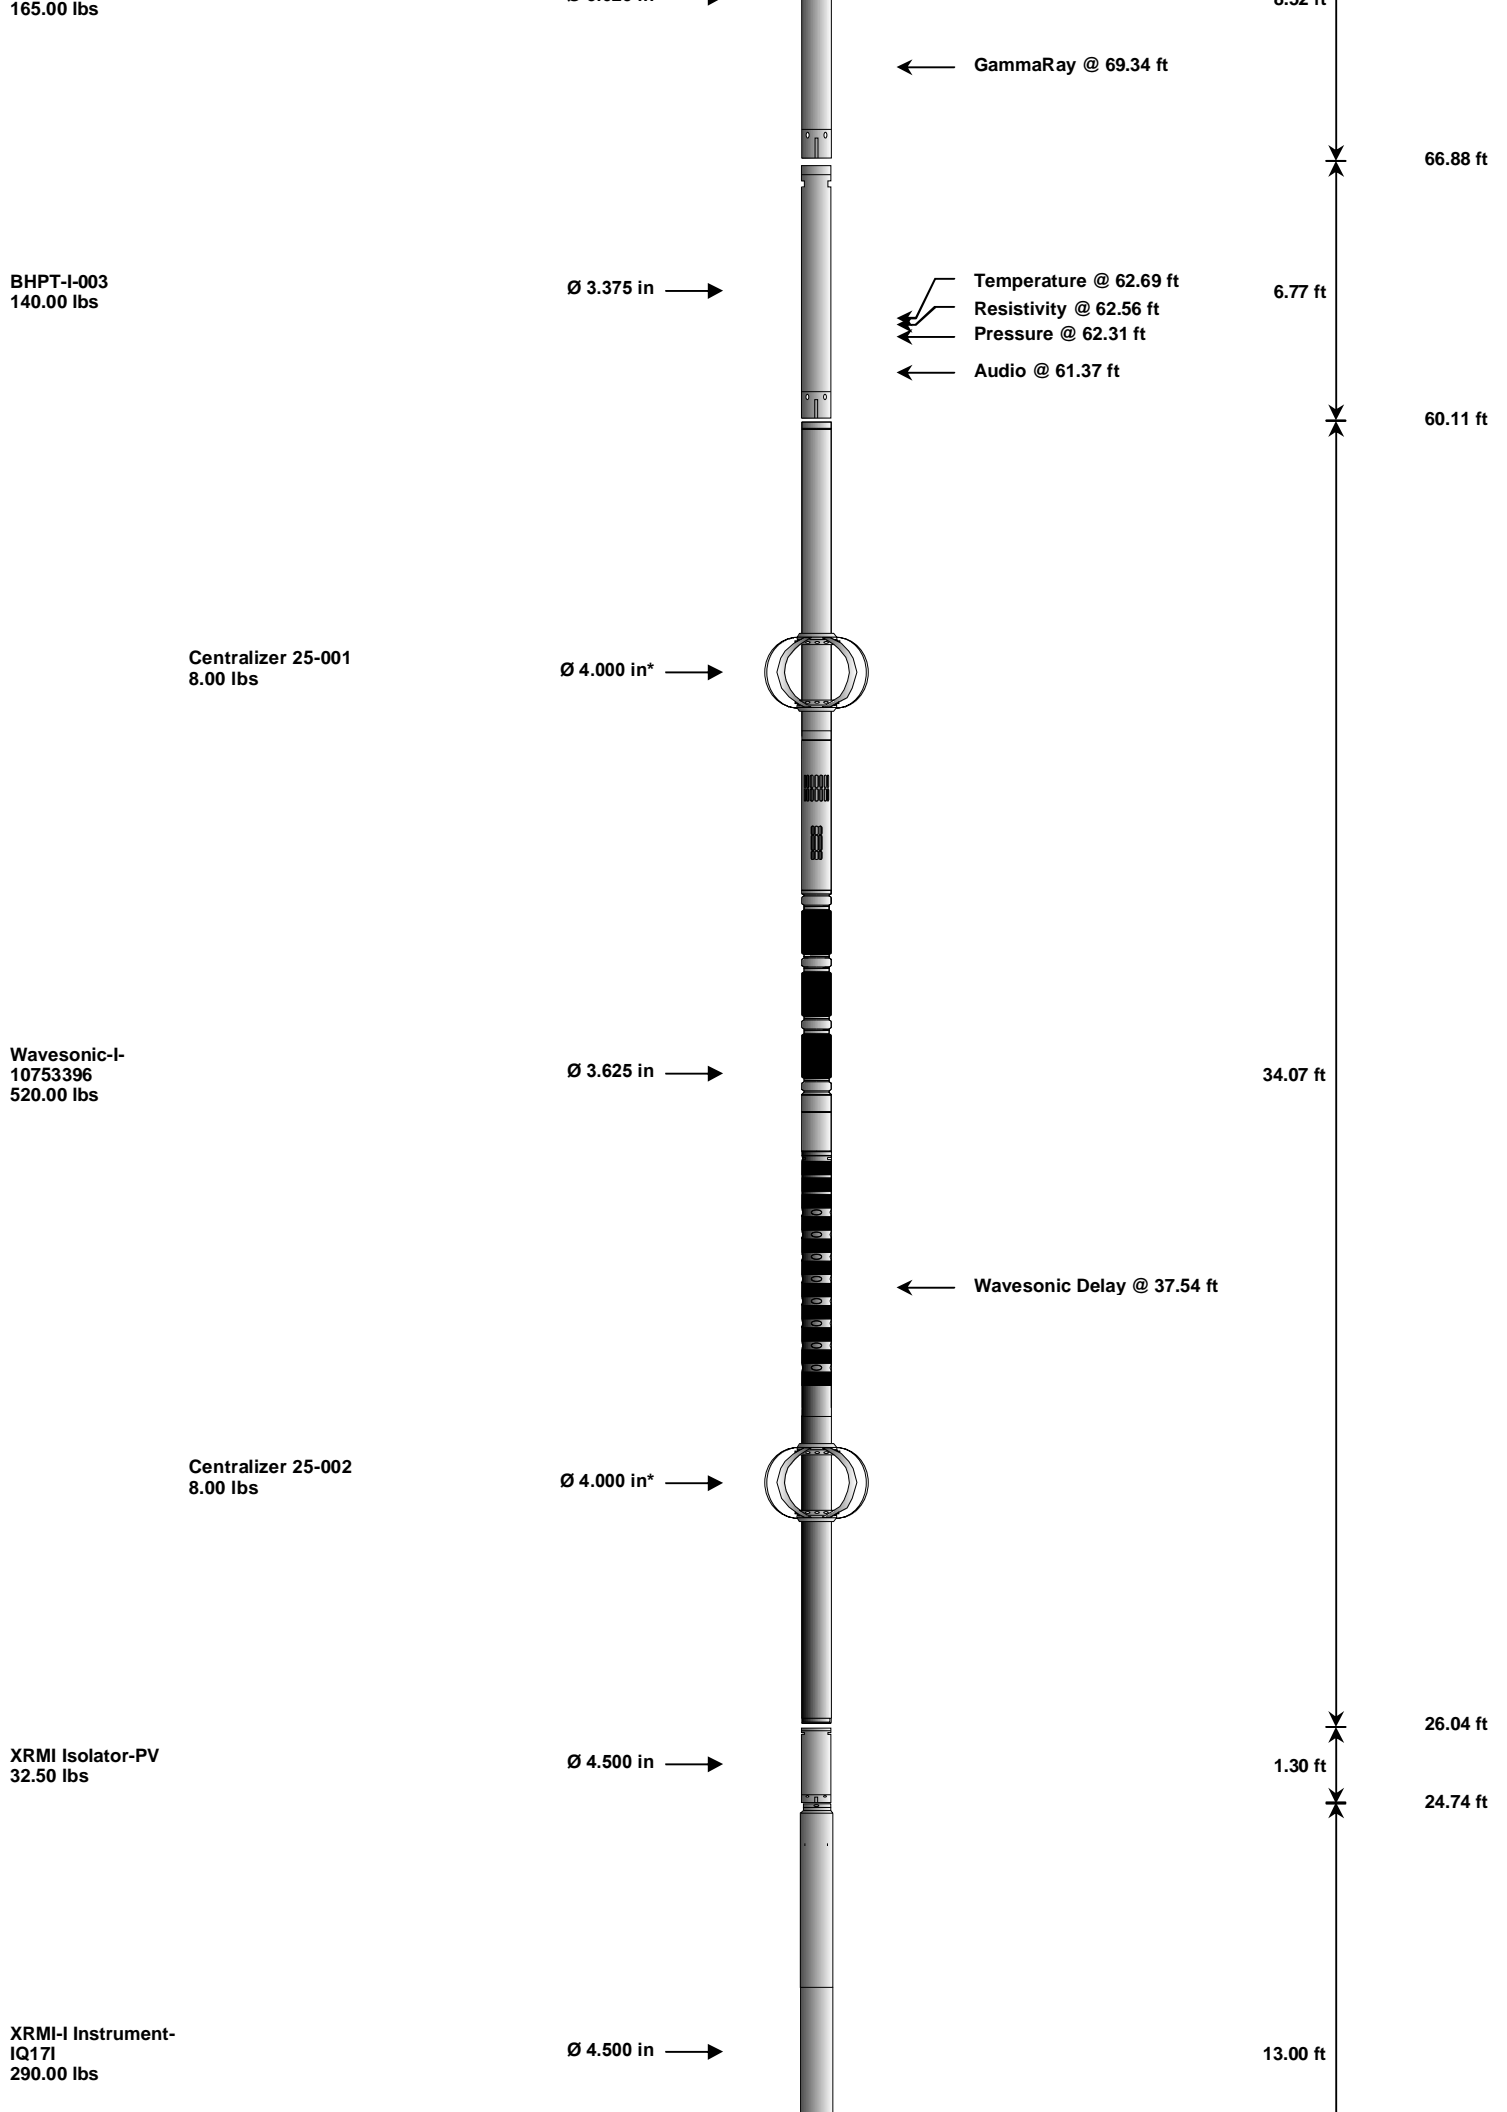 165.00 lbs
GammaRay @ 69.34 ft
66.88 ft
BHPT-I-003
140.00 lbs
Ø 3.375 in
Temperature @ 62.69 ft
Resistivity @ 62.56 ft
Pressure @ 62.31 ft
Audio @ 61.37 ft
6.77 ft
60.11 ft
Centralizer 25-001
8.00 lbs
Ø 4.000 in*
Wavesonic-I-
10753396
520.00 lbs
Ø 3.625 in
34.07 ft
Wavesonic Delay @ 37.54 ft
Centralizer 25-002
8.00 lbs
Ø 4.000 in*
26.04 ft
XRMI Isolator-PV
32.50 lbs
Ø 4.500 in
1.30 ft
24.74 ft
XRMI-I Instrument-
IQ17I
290.00 lbs
Ø 4.500 in
13.00 ft